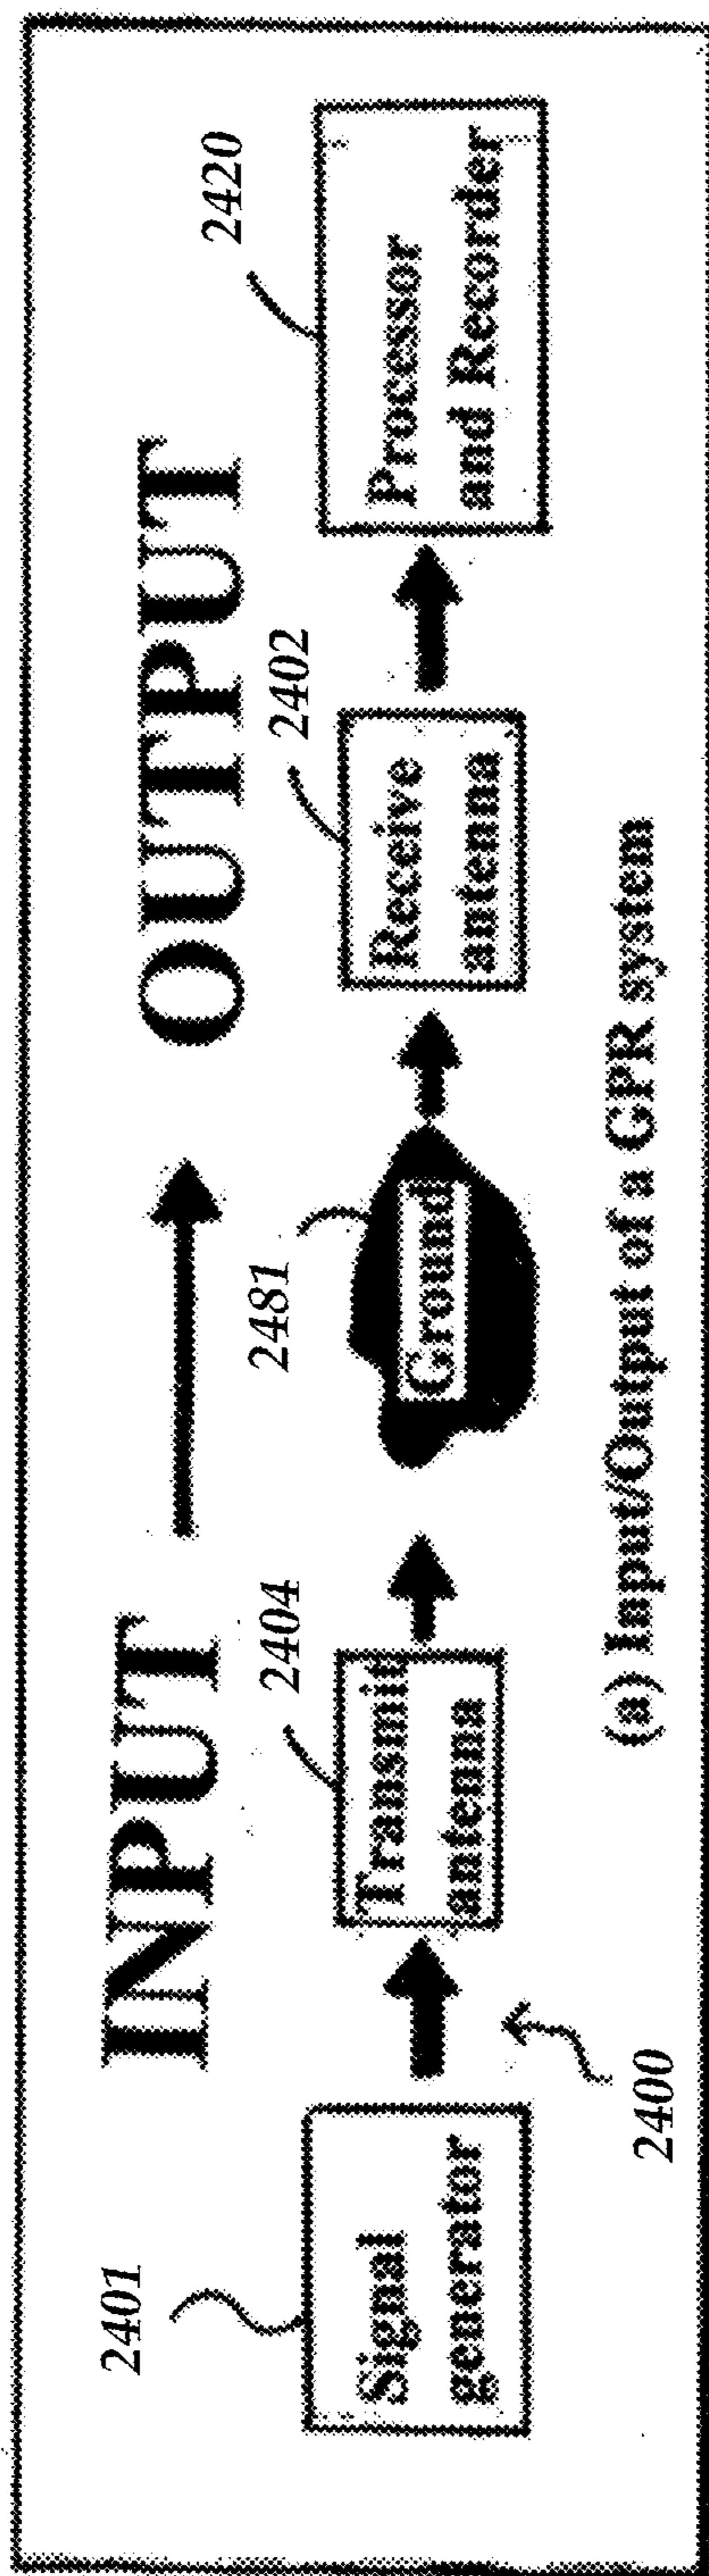 INPUT
OUTPUT
2401
2404
2481
2402
2420
Signal
generator
Transmit
antenna
Ground
Receive
antenna
Processor
and Recorder
2400
(a) Input/Output of a GPR system